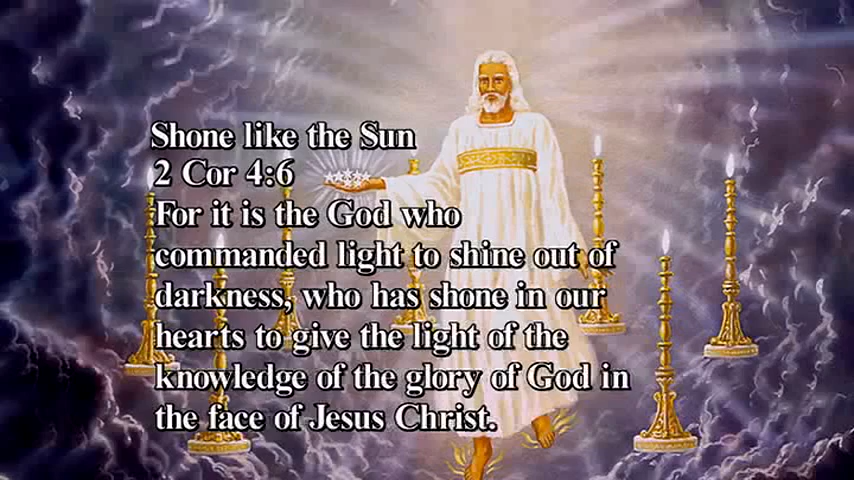 Shone like the Sun
2 Cor 4:6
For it is the God who
commanded light to shine out of
darkness, who has shone in our
hearts to give the light of the
knowledge of the glory of God in
the face of Jesus Christ.